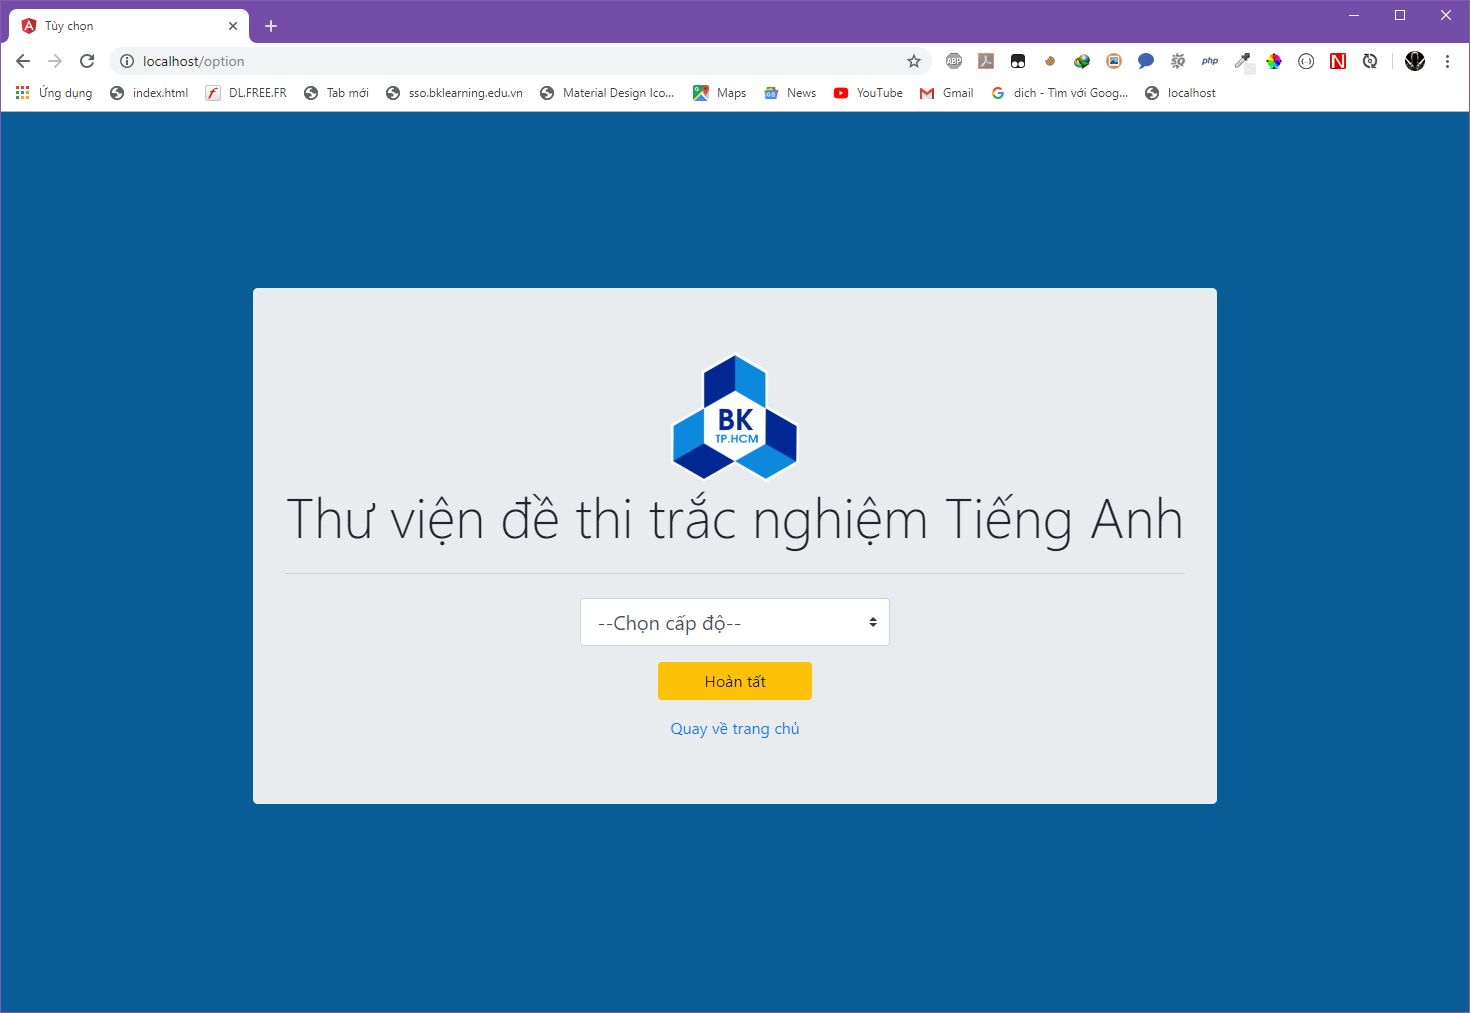 Tùy chọn
localhost/option
ABP
php
N
Ứng dụng
index.html
DL.FREE.FR
Tab mới
sso.bklearning.edu.vn
Material Design Ico...
Maps
News
YouTube
Gmail
dich - Tìm với Goog...
localhost
BK
TP.HCM
Thư viện đề thi trắc nghiệm Tiếng Anh
--Chọn cấp độ--
Hoàn tất
Quay về trang chủ